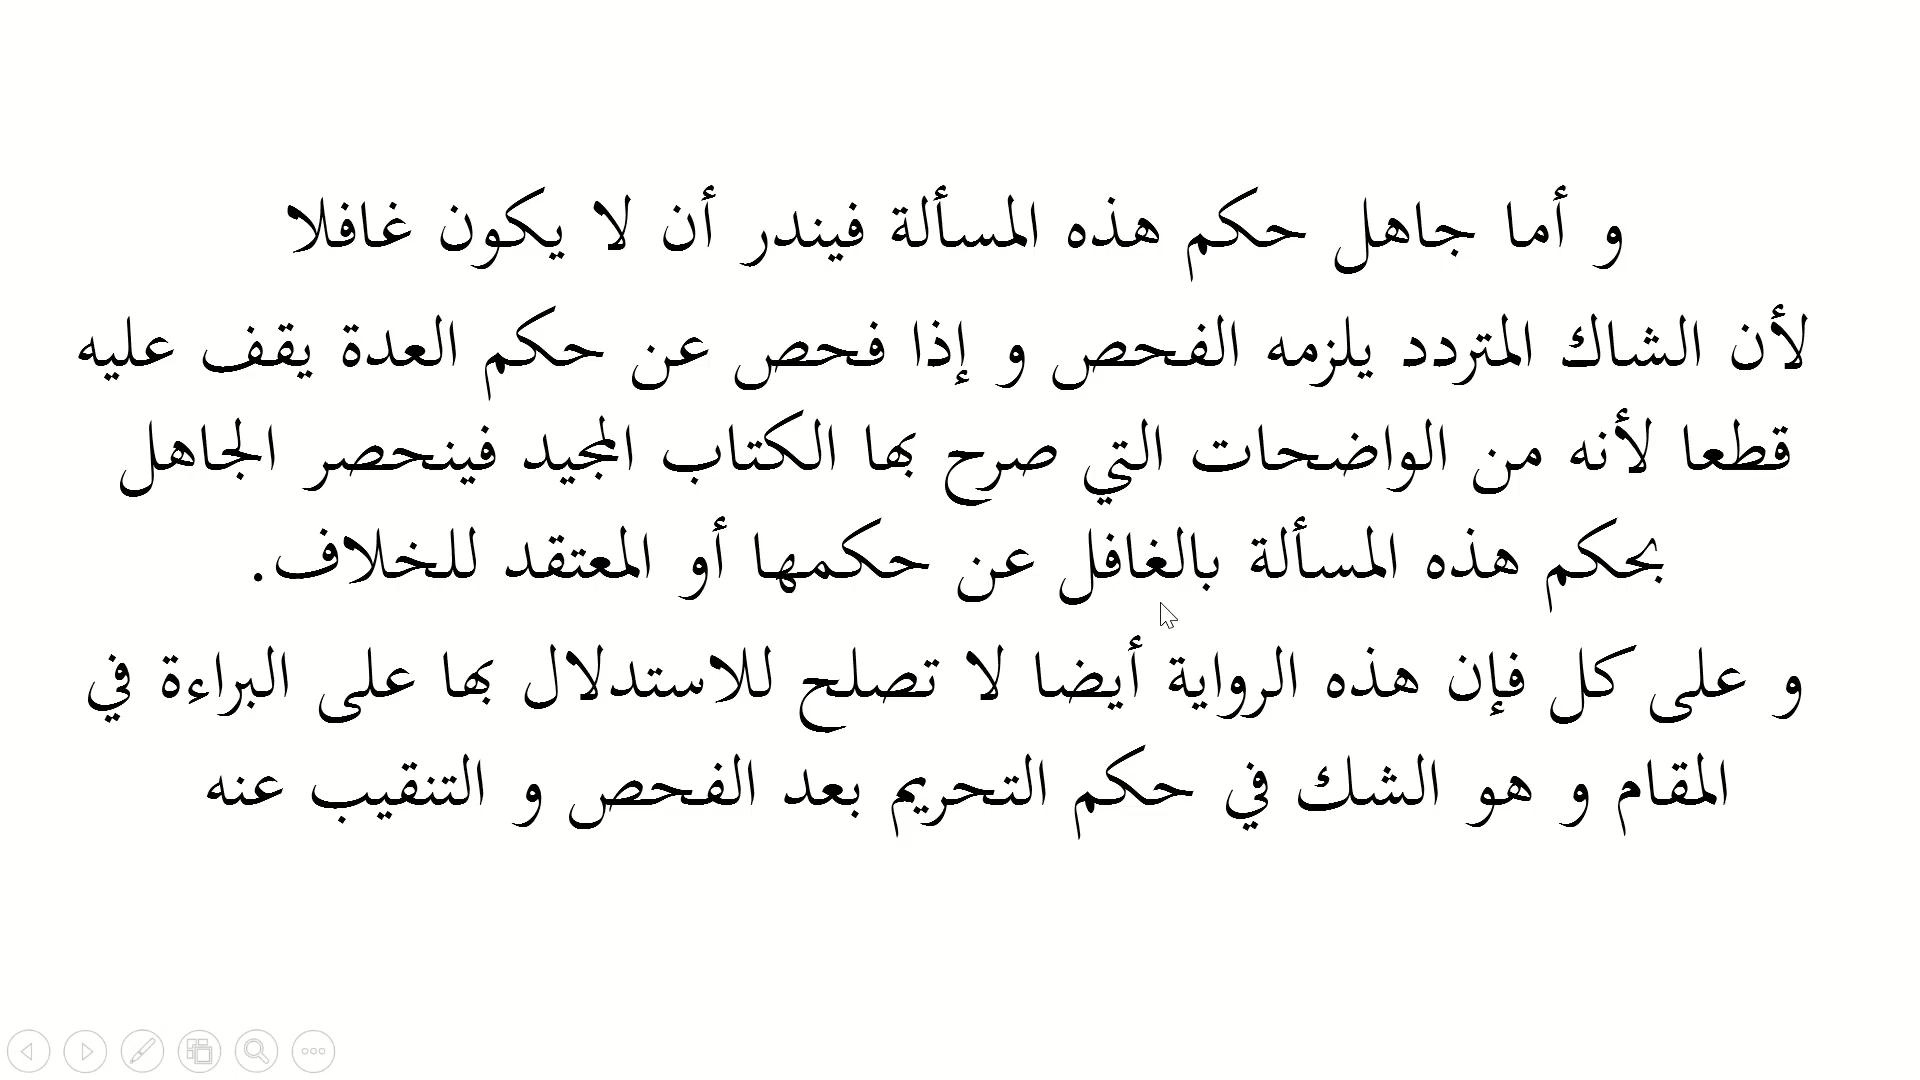 و أما جاهل حكم هذه المسألة فيندر أن لا يكون غافلا
لأن الشاك المتردد يلزمه الفحص و إذا فحص عن حكم العدة يقف عليه
قطعا لأنه من الواضحات التي صرح بها الكتاب المجيد فينحصر الجاهل
بحكم هذه المسألة بالغافل عن حكمها أو المعتقد للخلاف.
و على كل فإن هذه الرواية أيضا لا تصلح للاستدلال بها على البراءة في
المقام و هو الشك في حكم التحريم بعد الفحص و التنقيب عنه